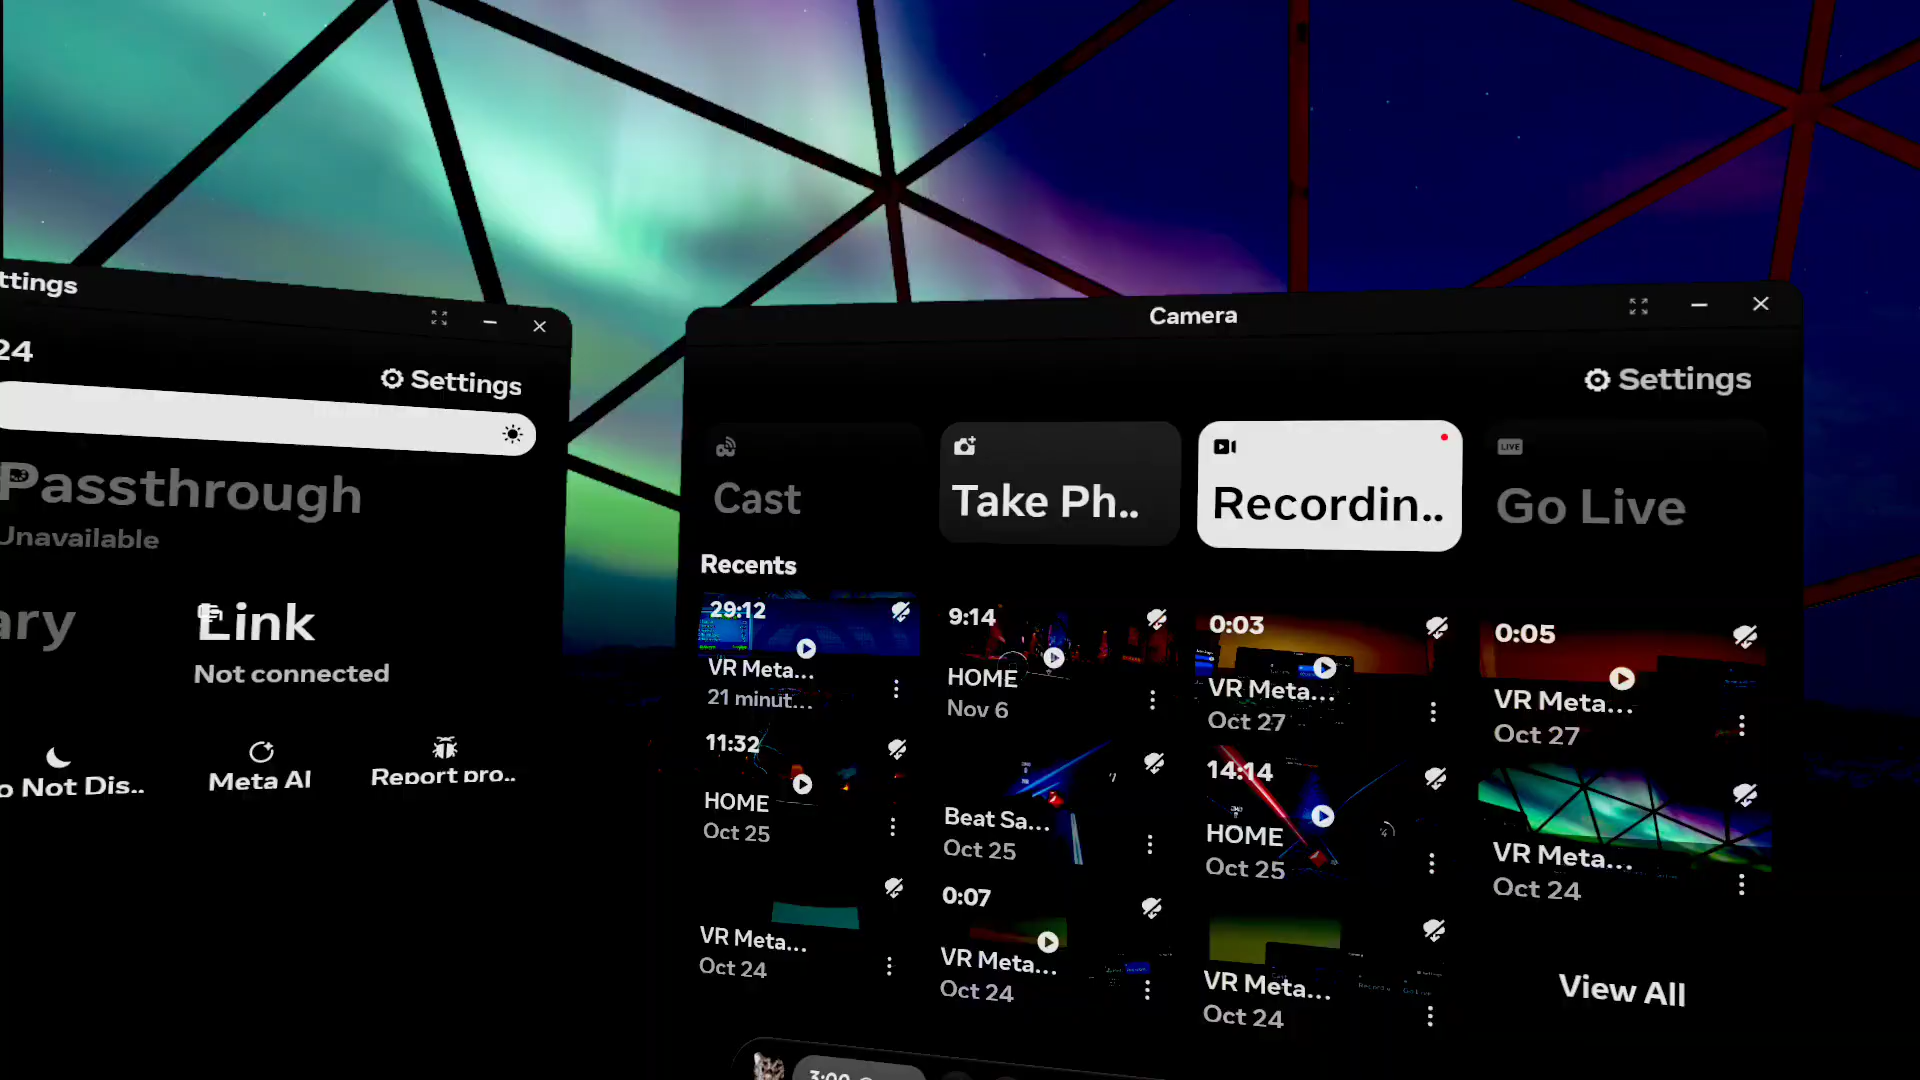 ttings
24
Settings
Passthrough
Unavailable
ary
Link
Not connected
o Not Dis..
Meta AI
Report pro..
Camera
Settings
Cast
Take Ph..
Recordin..
LIVE
Go Live
Recents
29:12
VR Meta...
21 minut...
9:14
HOME
Nov 6
0:03
VR Meta...
Oct 27
0:05
VR Meta...
Oct 27
11:32
HOME
Oct 25
Beat Sa...
Oct 25
14:14
HOME
Oct 25
VR Meta...
Oct 24
VR Meta...
Oct 24
0:07
VR Meta...
Oct 24
VR Meta...
Oct 24
View All
3:00